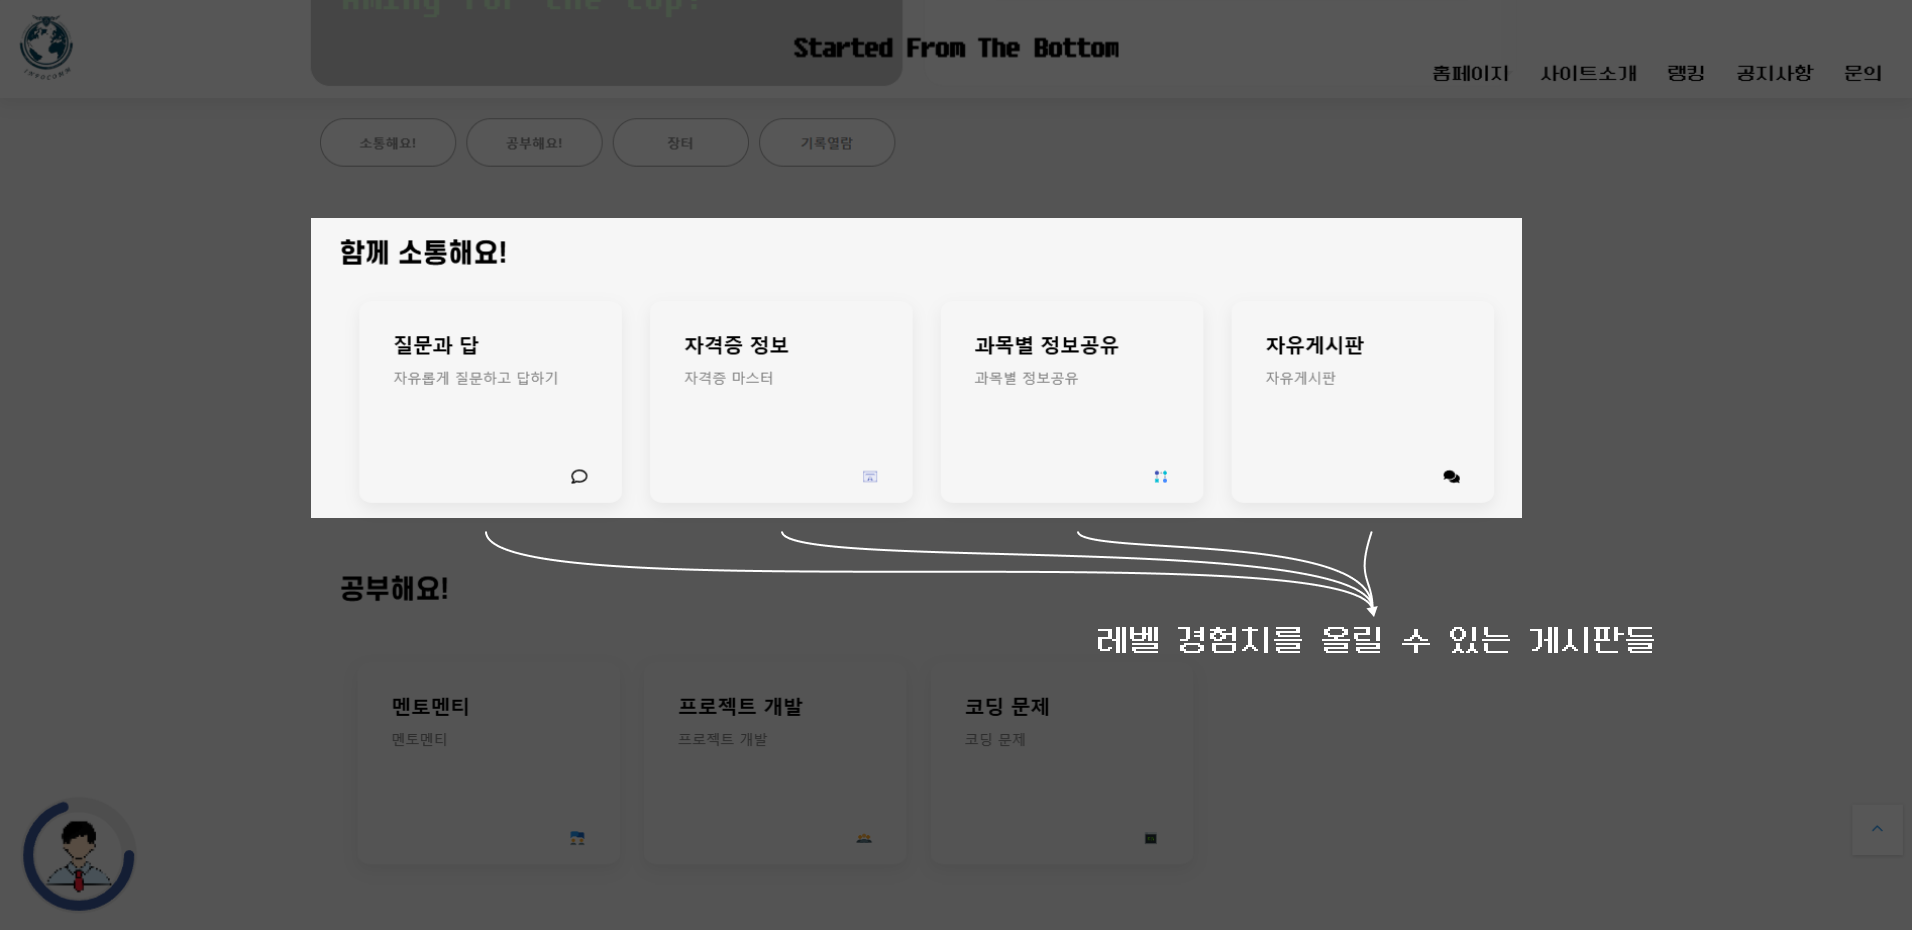 Aming for the top!
Started From The Bottom
INFOCOMM
홈페이지 사이트소개 랭킹 공지사항 문의
소통해요! 공부해요! 장터 기록열람
함께 소통해요!
질문과 답 자격증 정보 과목별 정보공유 자유게시판
자유롭게 질문하고 답하기 자격증 마스터 과목별 정보공유 자유게시판
공부해요!
레벨 경험치를 올릴 수 있는 게시판들
멘토멘티 프로젝트 개발 코딩 문제
멘토멘티 프로젝트 개발 코딩 문제